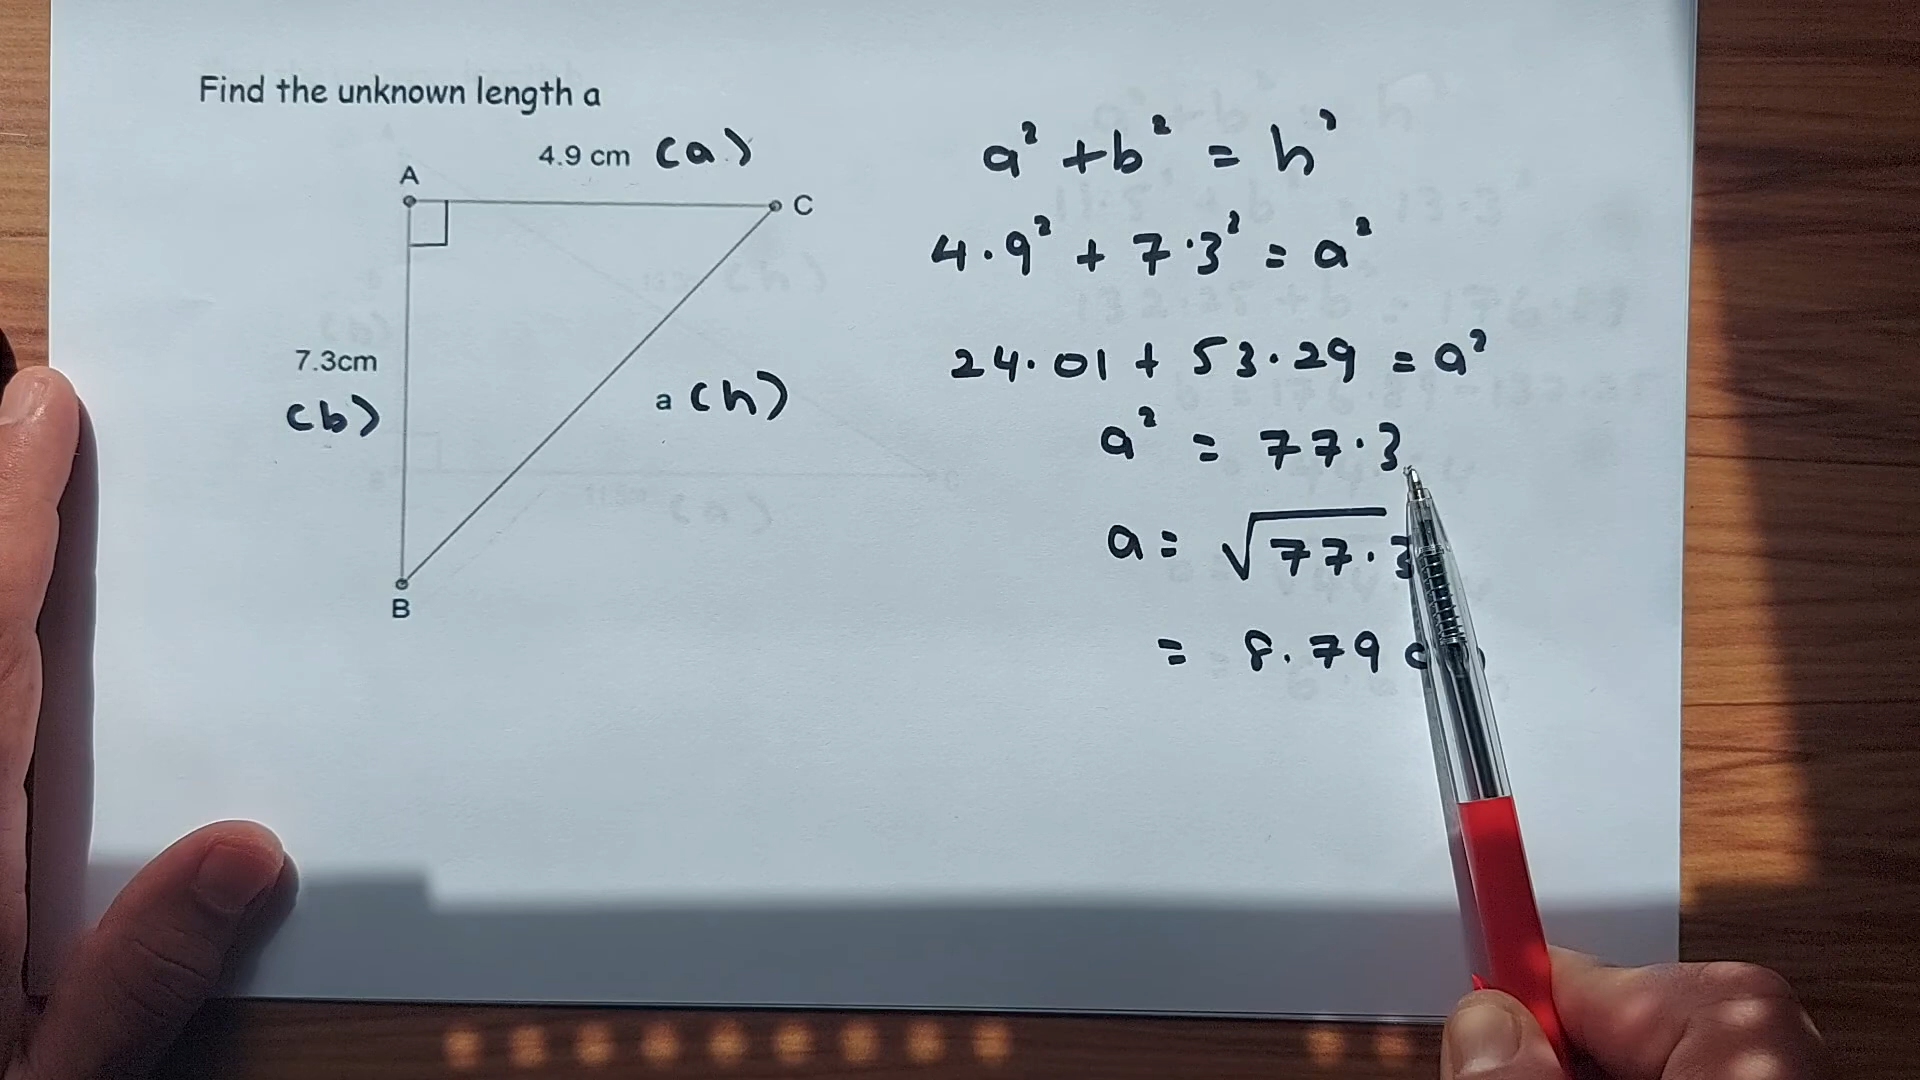 Find the unknown length a
4.9 cm (a)
A
C
7.3cm
(b)
a (h)
B
a² + b² = h²
4.9² + 7.3² = a²
24.01 + 53.29 = a²
a² = 77.3
a = √77.3
= 8.79